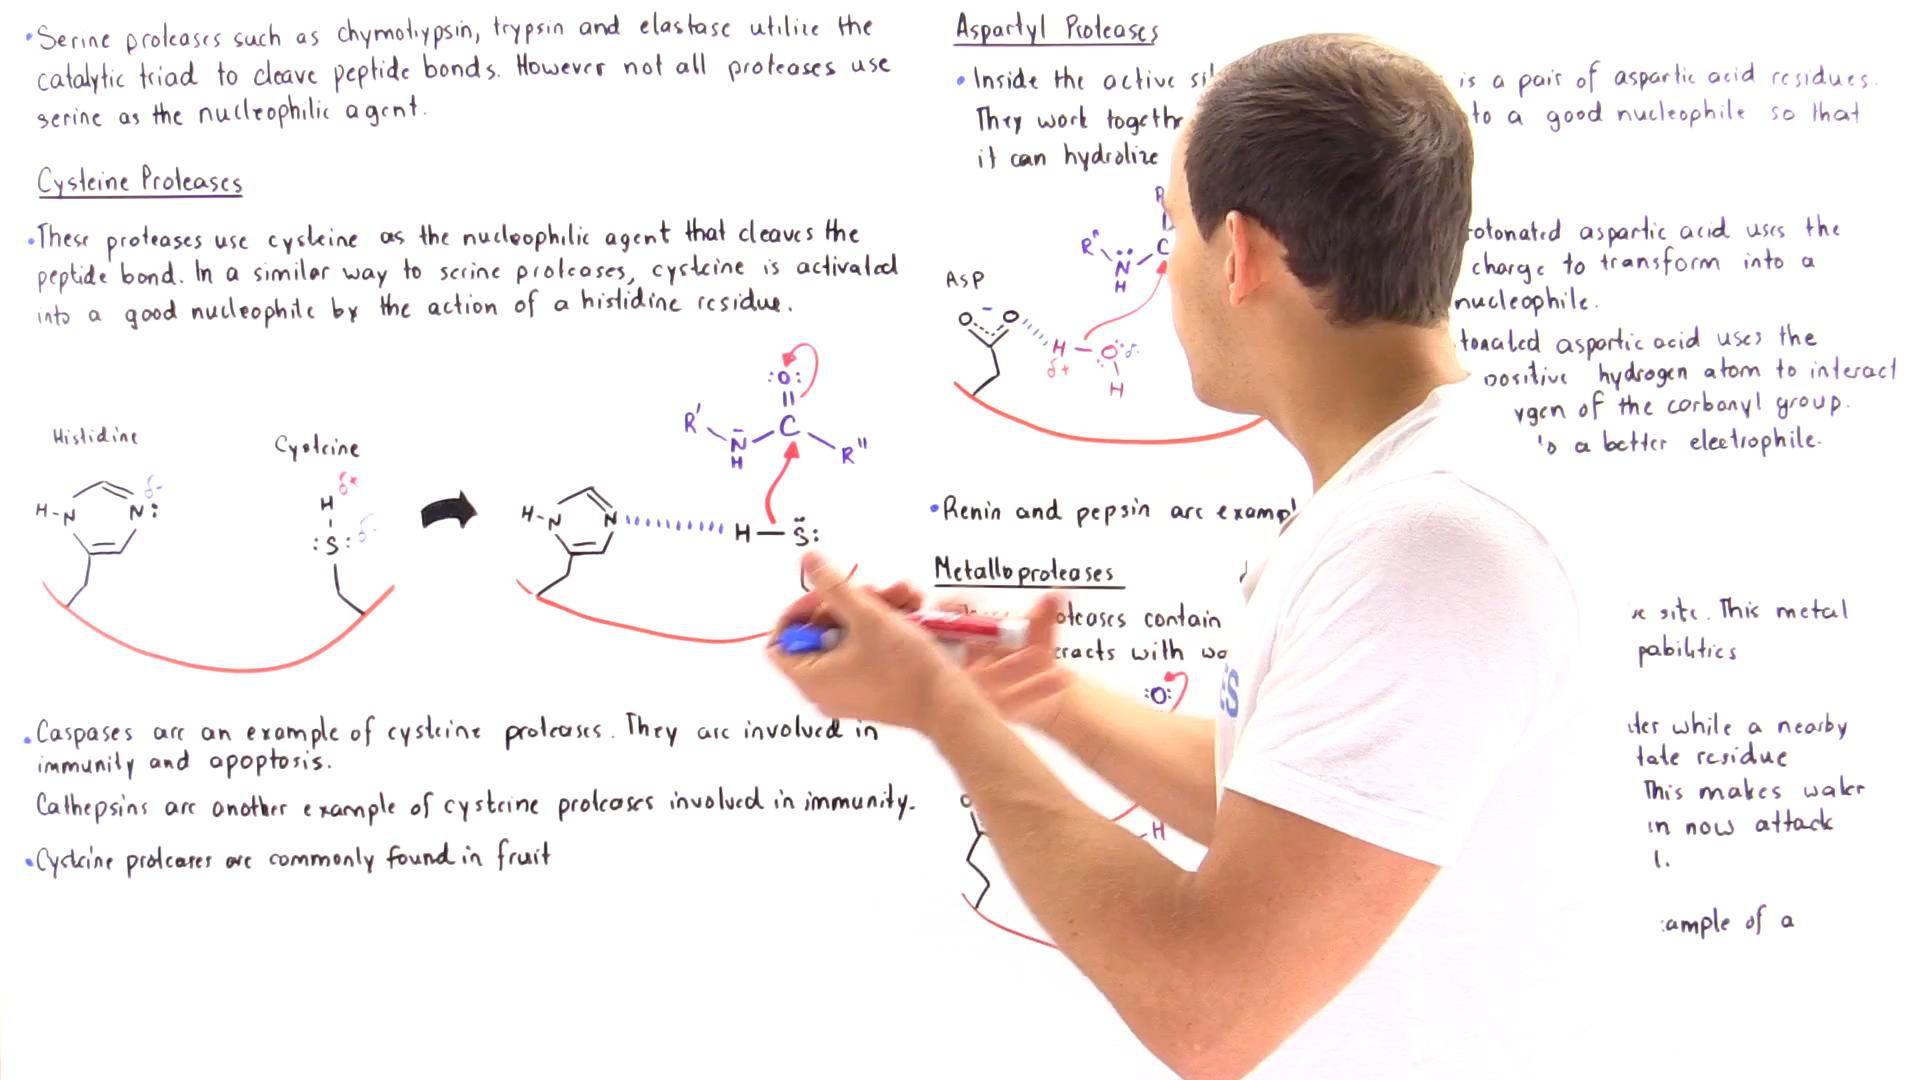 • Serine proteases such as chymotrypsin, trypsin and elastase utilize the
catalytic triad to cleave peptide bonds. However not all proteases use
serine as the nucleophilic agent.
Cysteine Proteases
• These proteases use cysteine as the nucleophilic agent that cleaves the
peptide bond. In a similar way to serine proteases, cysteine is activated
into a good nucleophile by the action of a histidine residue.
Histidine
Cysteine
H-N
N:
δ-
δ+
H
:S:
δ-
:O:
R'
N
H
C
R"
H-N
N
H — S:
• Caspases are an example of cysteine proteases. They are involved in
immunity and apoptosis.
Cathepsins are another example of cysteine proteases involved in immunity.
• Cysteine proteases are commonly found in fruit
Aspartyl Proteases
• Inside the active si
is a pair of aspartic acid residues.
They work togethr
to a good nucleophile so that
it can hydrolize
R"
N
H
C
Asp
O
-
O
H — O
δ-
δ+
H
otonated aspartic acid uses the
charge to transform into a
nucleophile.
tonated aspartic acid uses the
positive hydrogen atom to interact
ygen of the carbonyl group.
a better electrophile.
• Renin and pepsin are exampl
Metalloproteases
oteases contain
e site. This metal
racts with wa
pabilities
:O:
ES
-H
ter while a nearby
tate residue
This makes water
n now attack
l.
ample of a